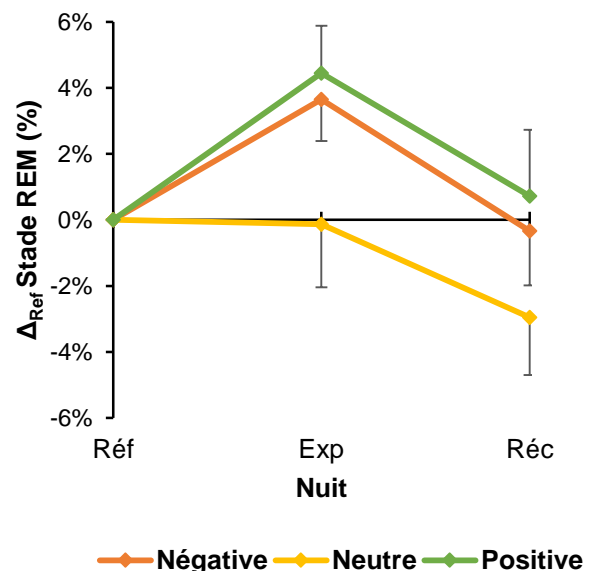 6%
4%
2%
0%
-2%
-4%
-6%
ΔRef Stade REM (%)
Réf Exp Réc
Nuit
Négative Neutre Positive